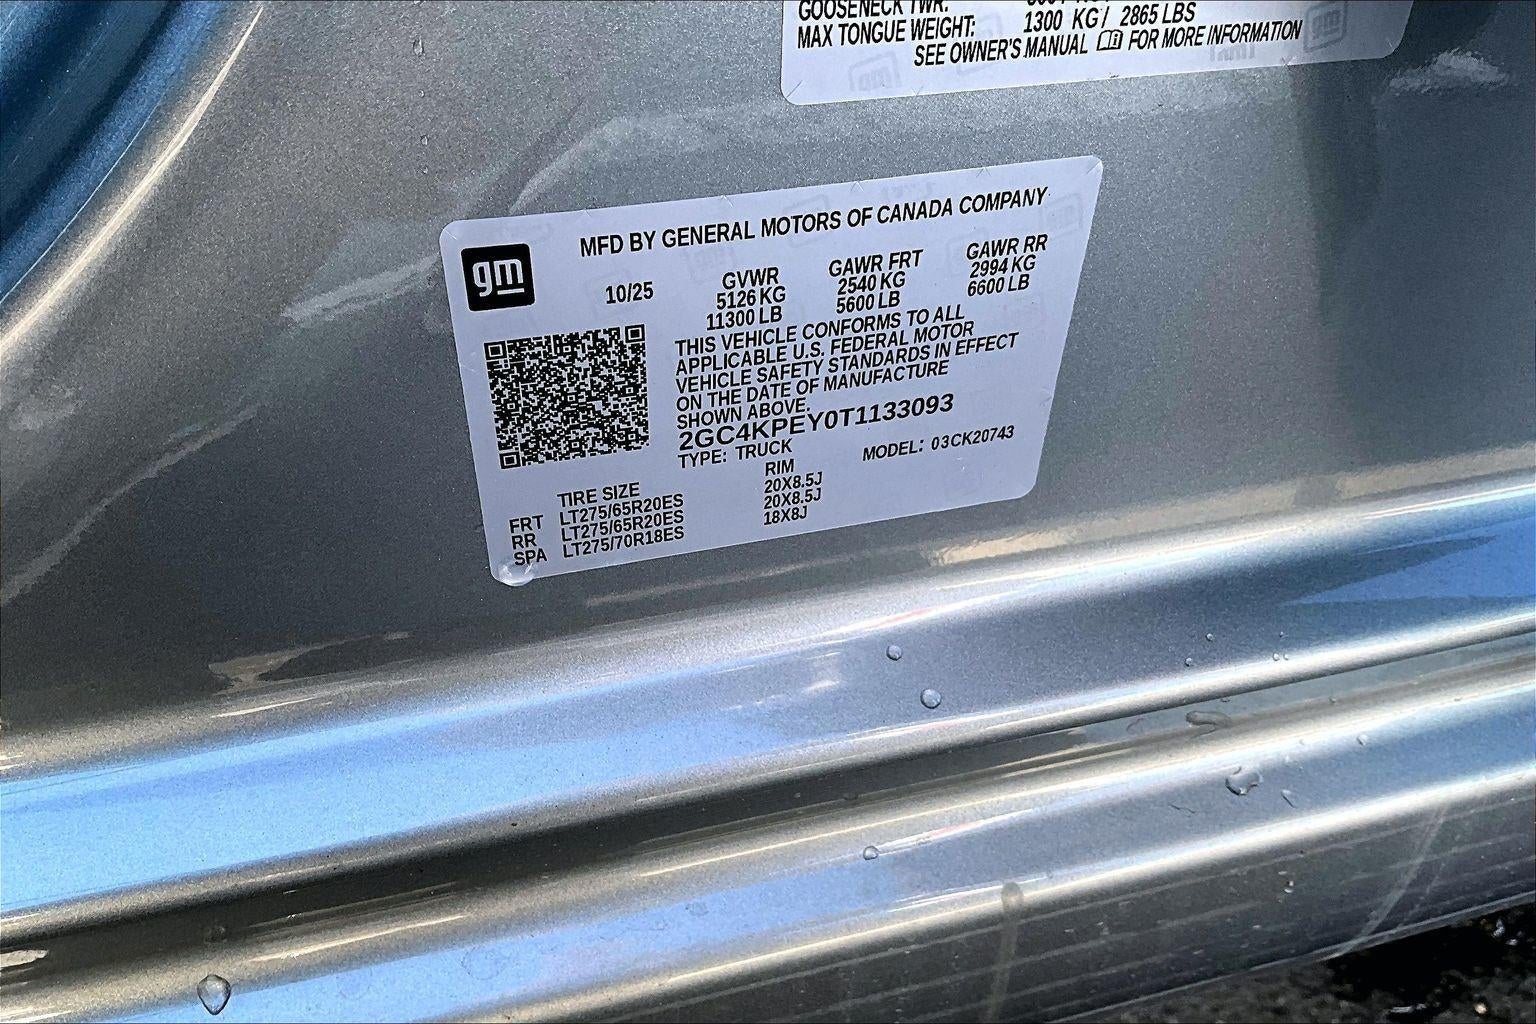 GOOSENECK TWR:
MAX TONGUE WEIGHT: 1300 KG / 2865 LBS
SEE OWNER'S MANUAL FOR MORE INFORMATION
gm
MFD BY GENERAL MOTORS OF CANADA COMPANY
10/25 GVWR GAWR FRT GAWR RR
5126 KG 2540 KG 2994 KG
11300 LB 5600 LB 6600 LB
THIS VEHICLE CONFORMS TO ALL
APPLICABLE U.S. FEDERAL MOTOR
VEHICLE SAFETY STANDARDS IN EFFECT
ON THE DATE OF MANUFACTURE
SHOWN ABOVE.
2GC4KPEY0T1133093
TYPE: TRUCK MODEL: 03CK20743
TIRE SIZE RIM
FRT LT275/65R20ES 20X8.5J
RR LT275/65R20ES 20X8.5J
SPA LT275/70R18ES 18X8J